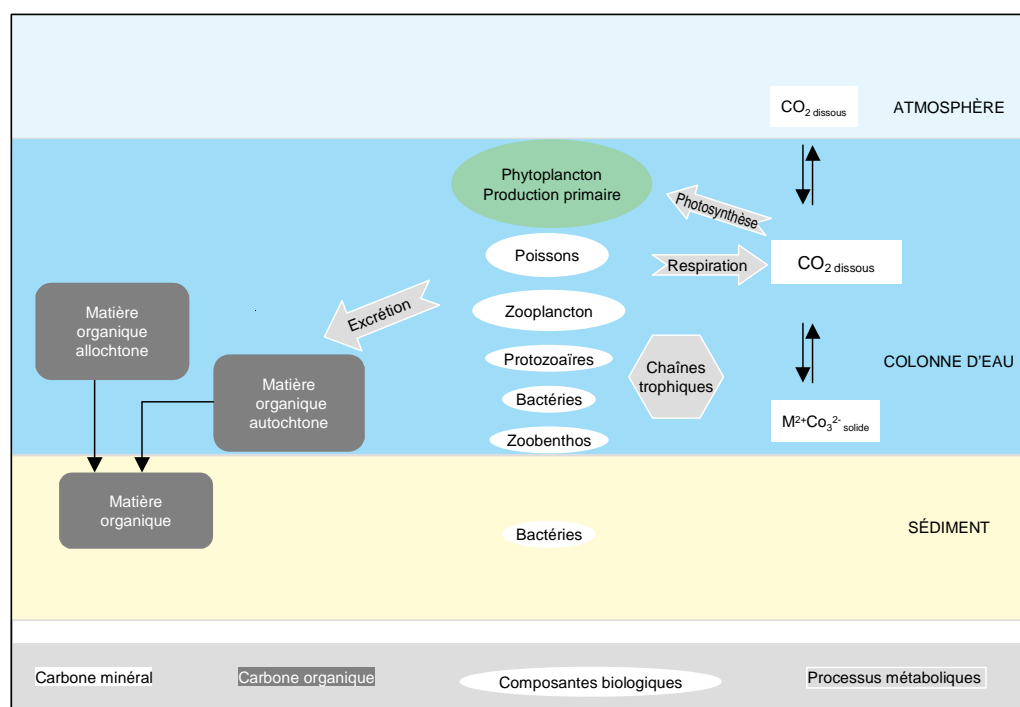 CO2 dissous
ATMOSPHÈRE
Phytoplancton
Production primaire
Photosynthèse
Poissons
Respiration
CO2 dissous
Matière
organique
allochtone
Excrétion
Zooplancton
Protozoaïres
Chaînes
trophiques
COLONNE D'EAU
Matière
organique
autochtone
Bactéries
M2+Co32- solide
Zoobenthos
Matière
organique
Bactéries
SÉDIMENT
Carbone minéral
Carbone organique
Composantes biologiques
Processus métaboliques